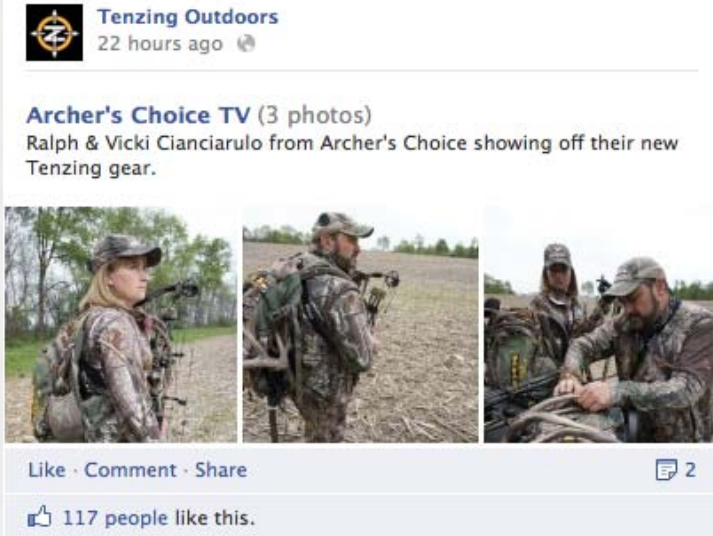 Tenzing Outdoors
22 hours ago
Archer's Choice TV (3 photos)
Ralph & Vicki Cianciarulo from Archer's Choice showing off their new
Tenzing gear.
Like · Comment · Share 2
117 people like this.